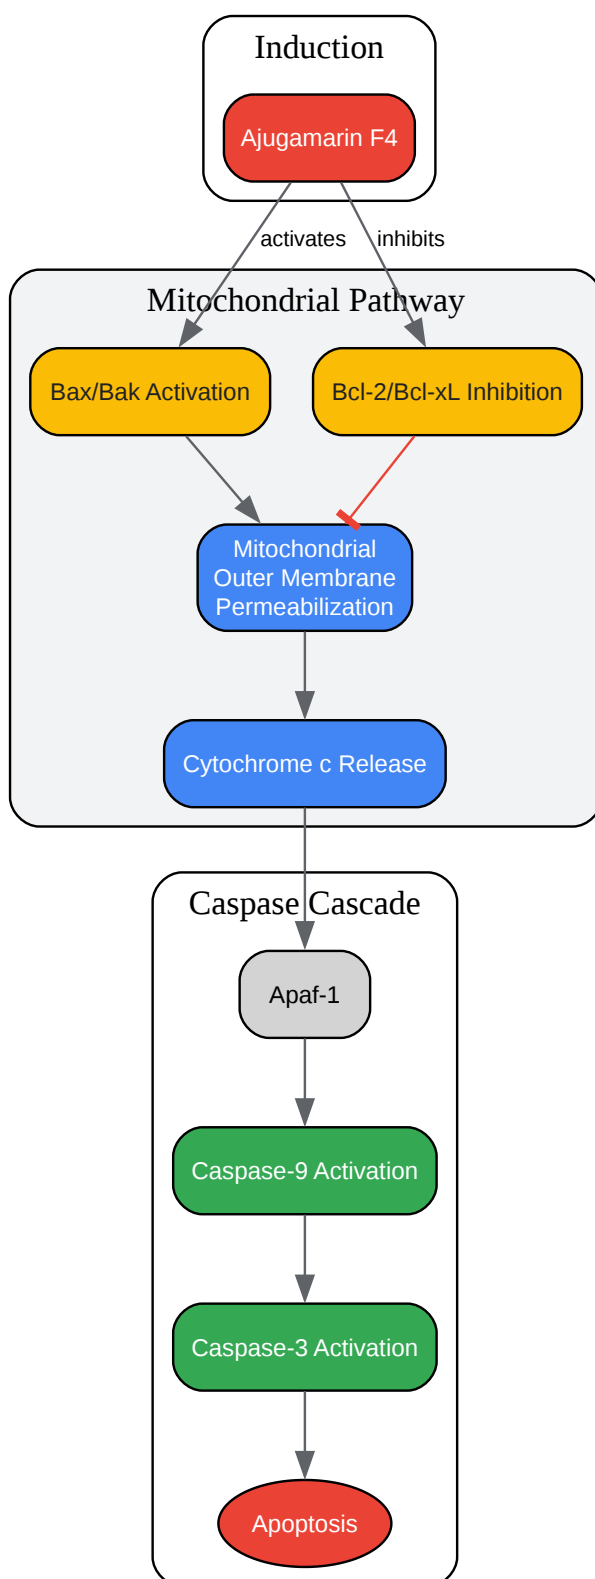 Induction
Ajugamarin F4
activates
inhibits
Mitochondrial Pathway
Bax/Bak Activation
Bcl-2/Bcl-xL Inhibition
Mitochondrial
Outer Membrane
Permeabilization
Cytochrome c Release
Caspase Cascade
Apaf-1
Caspase-9 Activation
Caspase-3 Activation
Apoptosis